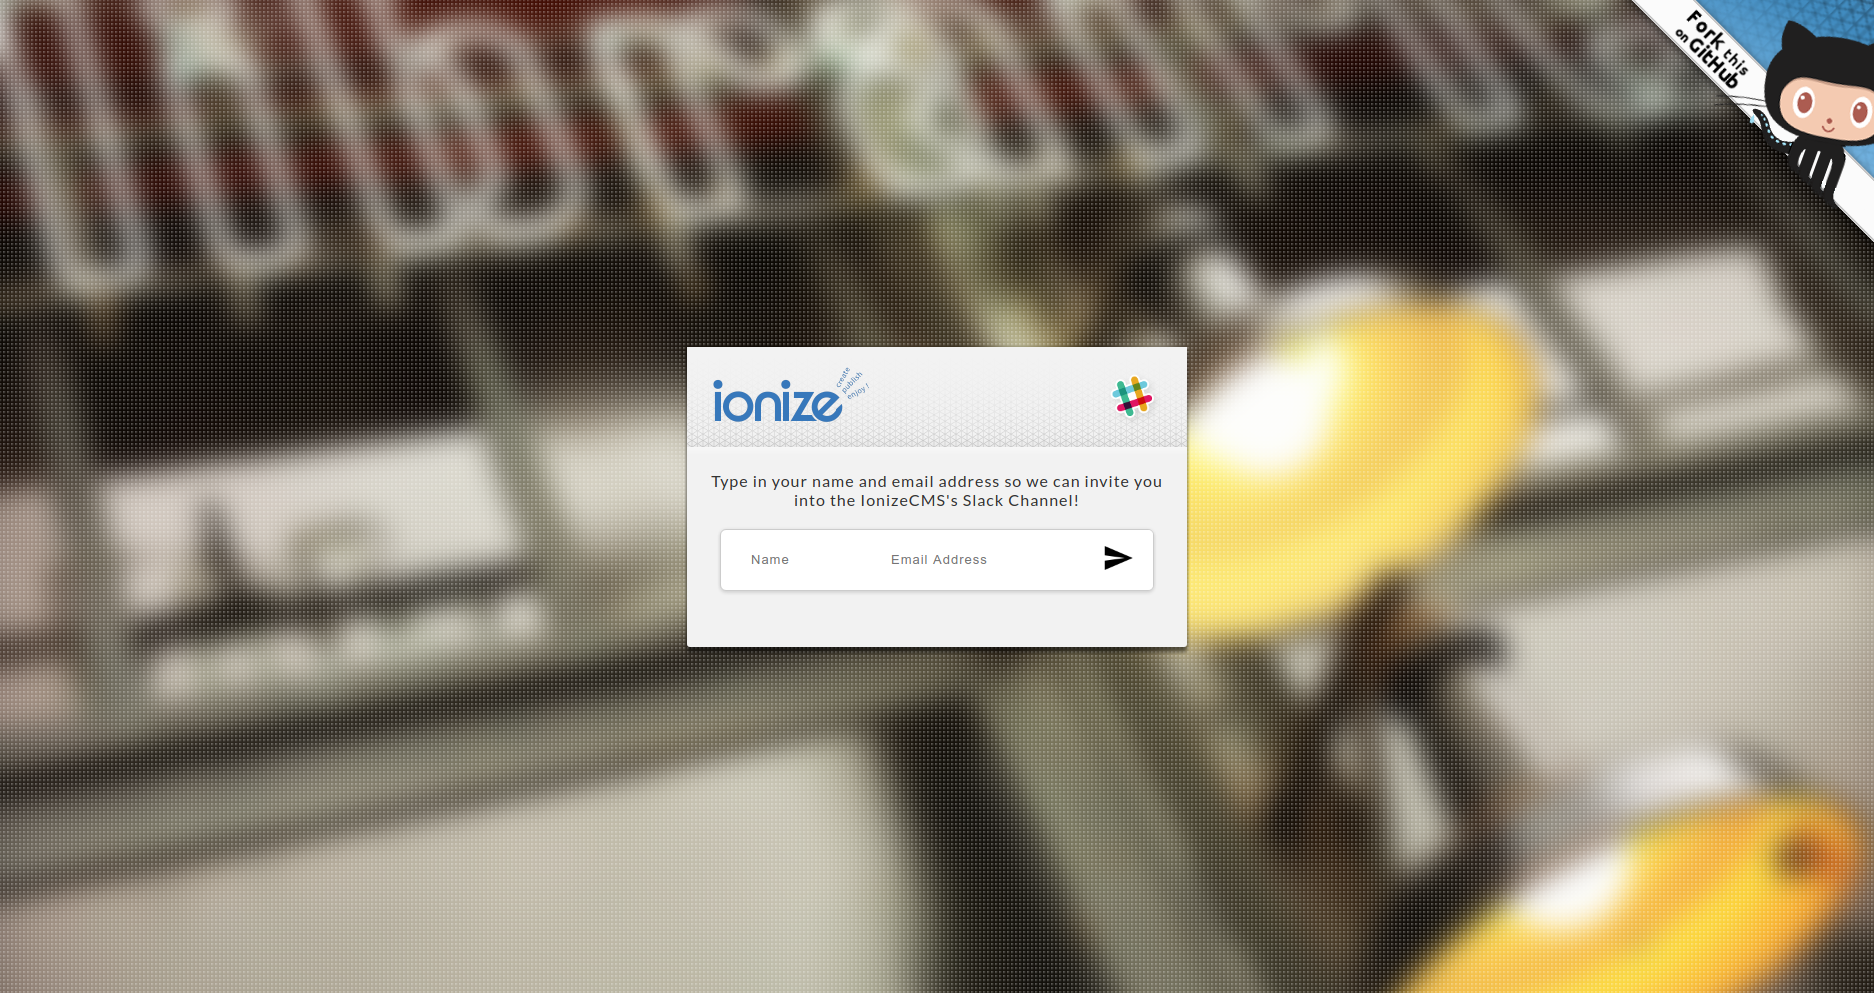 Fork this
on GitHub
ionize
create
publish
enjoy !
Type in your name and email address so we can invite you
into the IonizeCMS's Slack Channel!
Name
Email Address